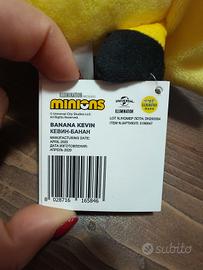 ILLUMINATION
minions
UNIVERSAL
© Universal City Studios LLC.
All Rights Reserved.
BANANA KEVIN
КЕВИН-БАНАН
MANUFACTURING DATE:
APRIL 2020
ДАТА ИЗГОТОВЛЕНИЯ:
АПРЕЛЬ 2020
8 028716 165846
subito